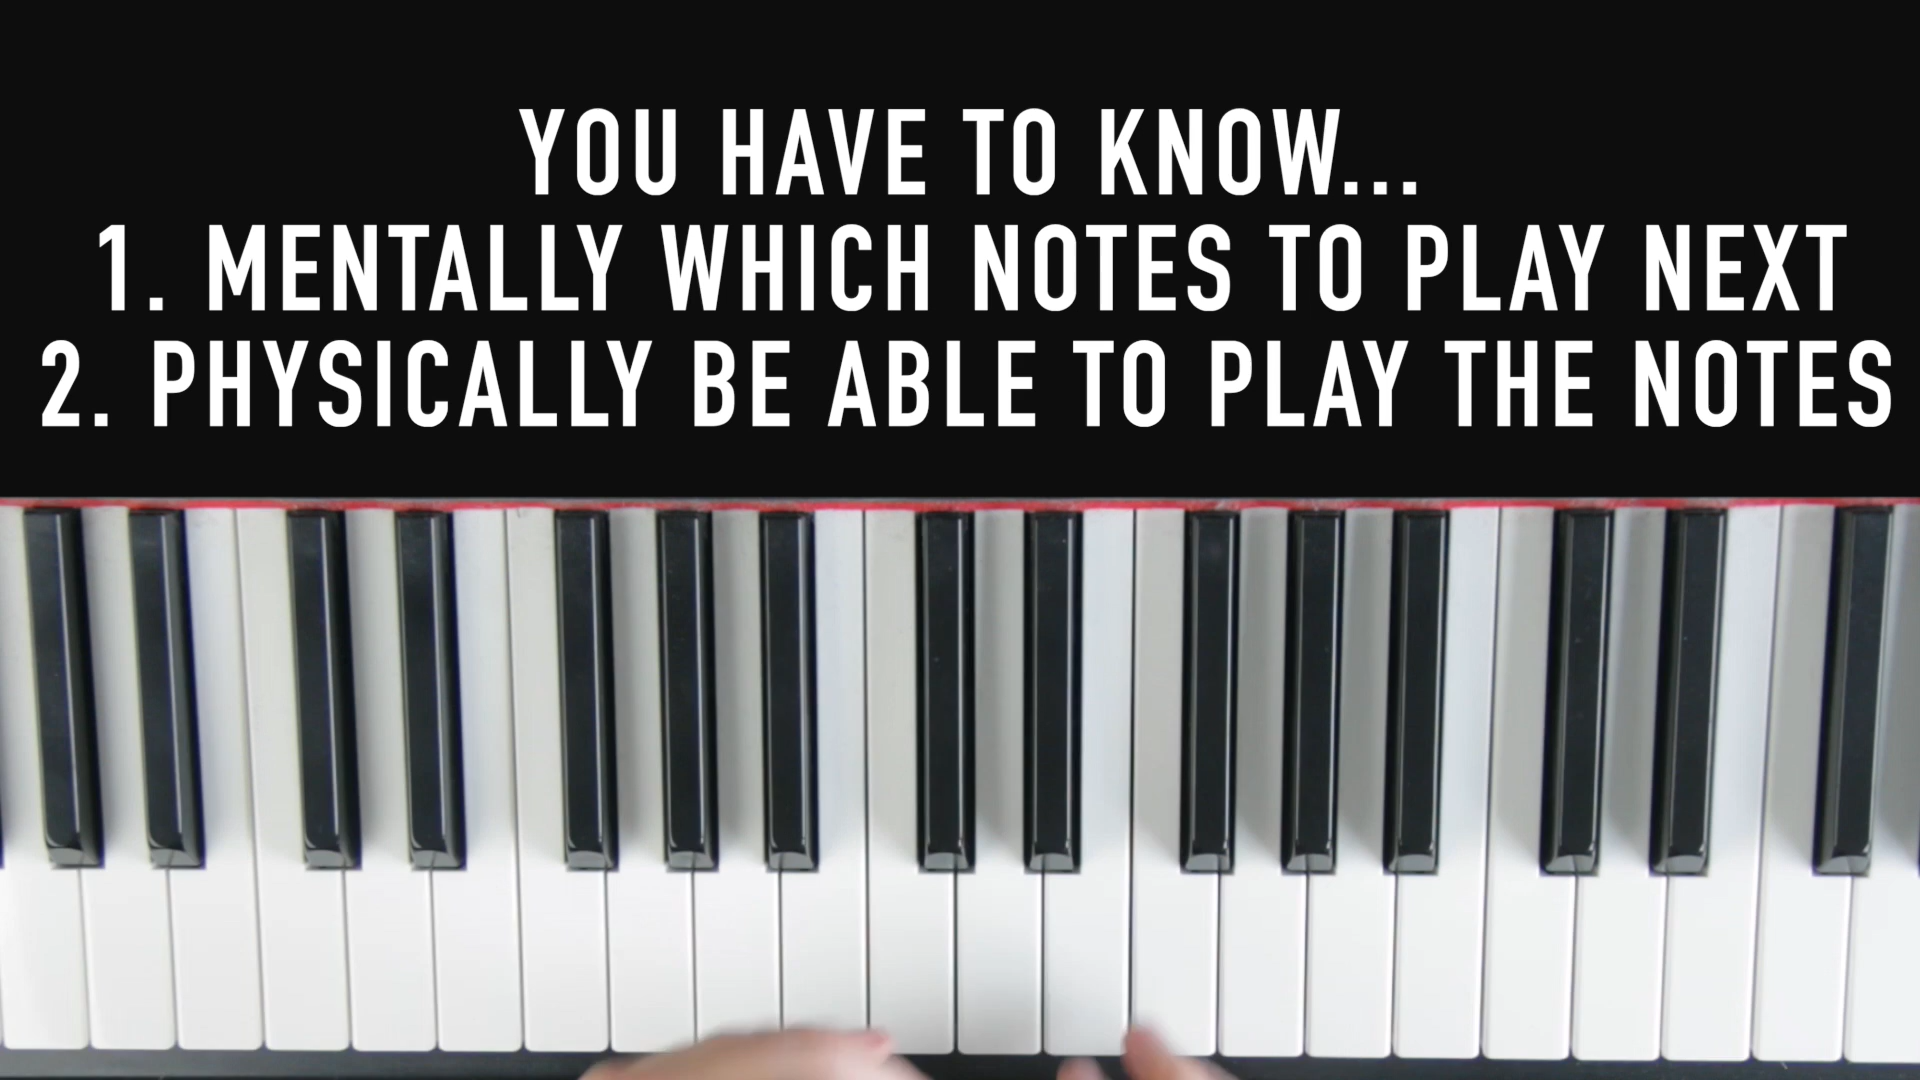 YOU HAVE TO KNOW...
1. MENTALLY WHICH NOTES TO PLAY NEXT
2. PHYSICALLY BE ABLE TO PLAY THE NOTES